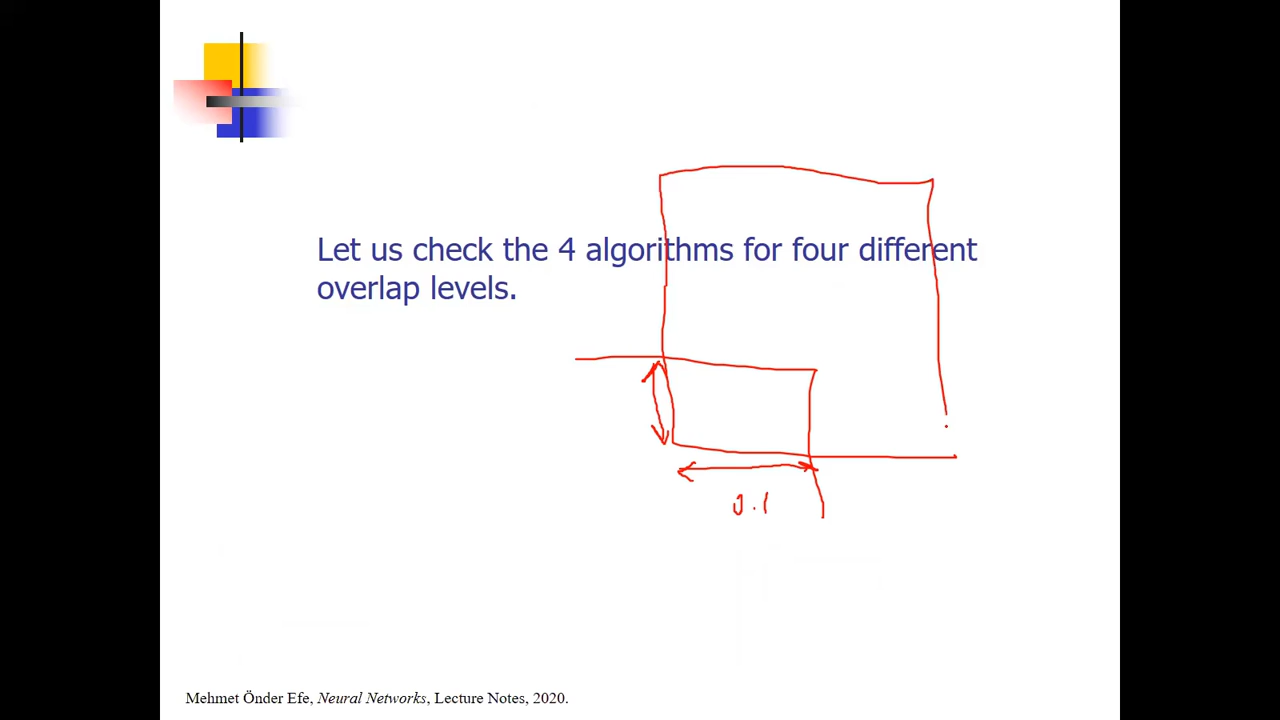 Let us check the 4 algorithms for four different
overlap levels.
0.1
Mehmet Önder Efe, Neural Networks, Lecture Notes, 2020.